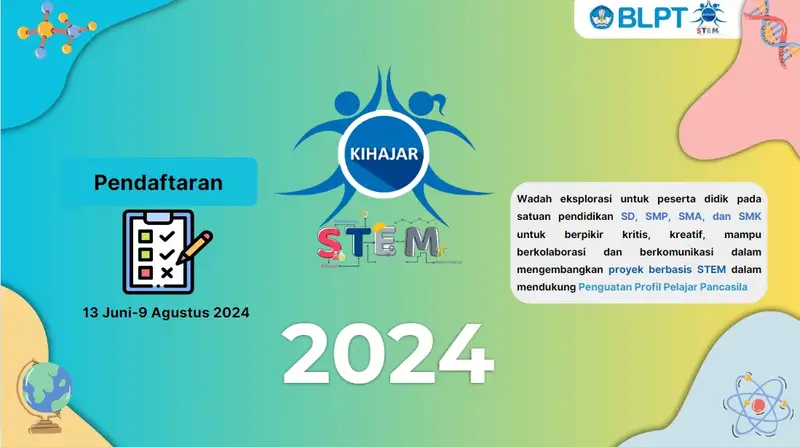 BLPT
STEM
KIHAJAR
STEM
Pendaftaran
13 Juni-9 Agustus 2024
Wadah eksplorasi untuk peserta didik pada
satuan pendidikan SD, SMP, SMA, dan SMK
untuk berpikir kritis, kreatif, mampu
berkolaborasi dan berkomunikasi dalam
mengembangkan proyek berbasis STEM dalam
mendukung Penguatan Profil Pelajar Pancasila
2024